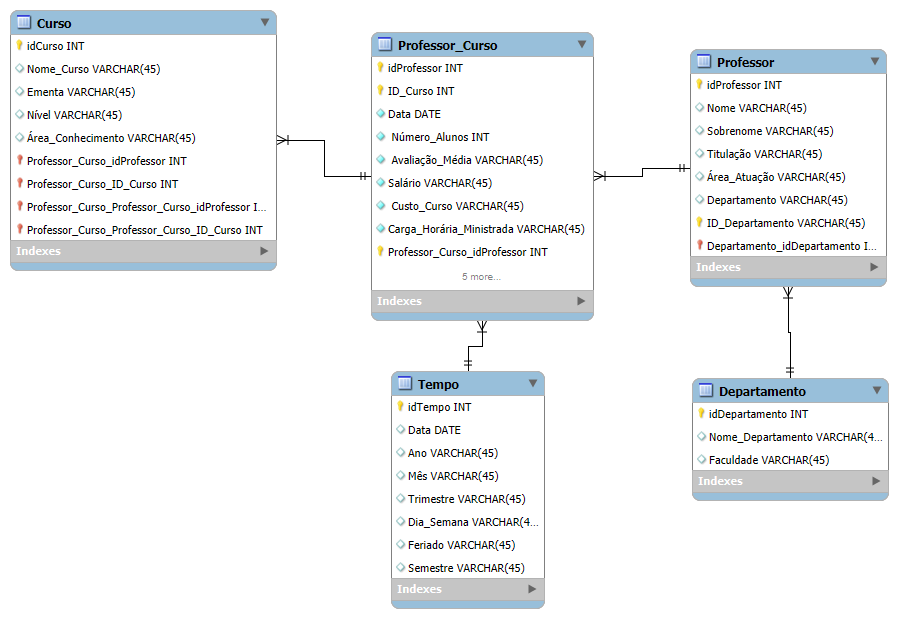 Curso
idCurso INT
Nome_Curso VARCHAR(45)
Ementa VARCHAR(45)
Nível VARCHAR(45)
Área_Conhecimento VARCHAR(45)
Professor_Curso_idProfessor INT
Professor_Curso_ID_Curso INT
Professor_Curso_Professor_Curso_idProfessor I...
Professor_Curso_Professor_Curso_ID_Curso INT
Indexes
Professor_Curso
idProfessor INT
ID_Curso INT
Data DATE
Número_Alunos INT
Avaliação_Média VARCHAR(45)
Salário VARCHAR(45)
Custo_Curso VARCHAR(45)
Carga_Horária_Ministrada VARCHAR(45)
Professor_Curso_idProfessor INT
5 more...
Indexes
Professor
idProfessor INT
Nome VARCHAR(45)
Sobrenome VARCHAR(45)
Titulação VARCHAR(45)
Área_Atuação VARCHAR(45)
Departamento VARCHAR(45)
ID_Departamento VARCHAR(45)
Departamento_idDepartamento I...
Indexes
Tempo
idTempo INT
Data DATE
Ano VARCHAR(45)
Mês VARCHAR(45)
Trimestre VARCHAR(45)
Dia_Semana VARCHAR(4...
Feriado VARCHAR(45)
Semestre VARCHAR(45)
Indexes
Departamento
idDepartamento INT
Nome_Departamento VARCHAR(4...
Faculdade VARCHAR(45)
Indexes